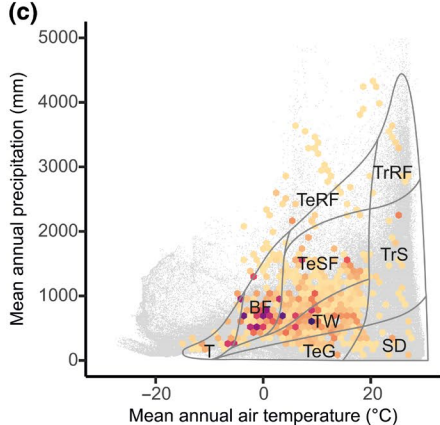 (c)
Mean annual precipitation (mm)
5000
4000
3000
2000
1000
0
TrRF
TeRF
TrS
TeSF
BF
TW
T
TeG
SD
−20
0
20
Mean annual air temperature (°C)